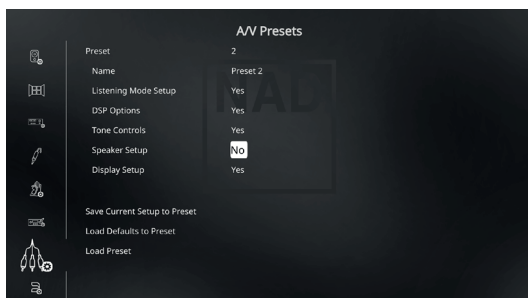 A/V Presets
Preset 2
Name Preset 2
Listening Mode Setup Yes
DSP Options Yes
Tone Controls Yes
Speaker Setup No
Display Setup Yes
Save Current Setup to Preset
Load Defaults to Preset
Load Preset
NAD